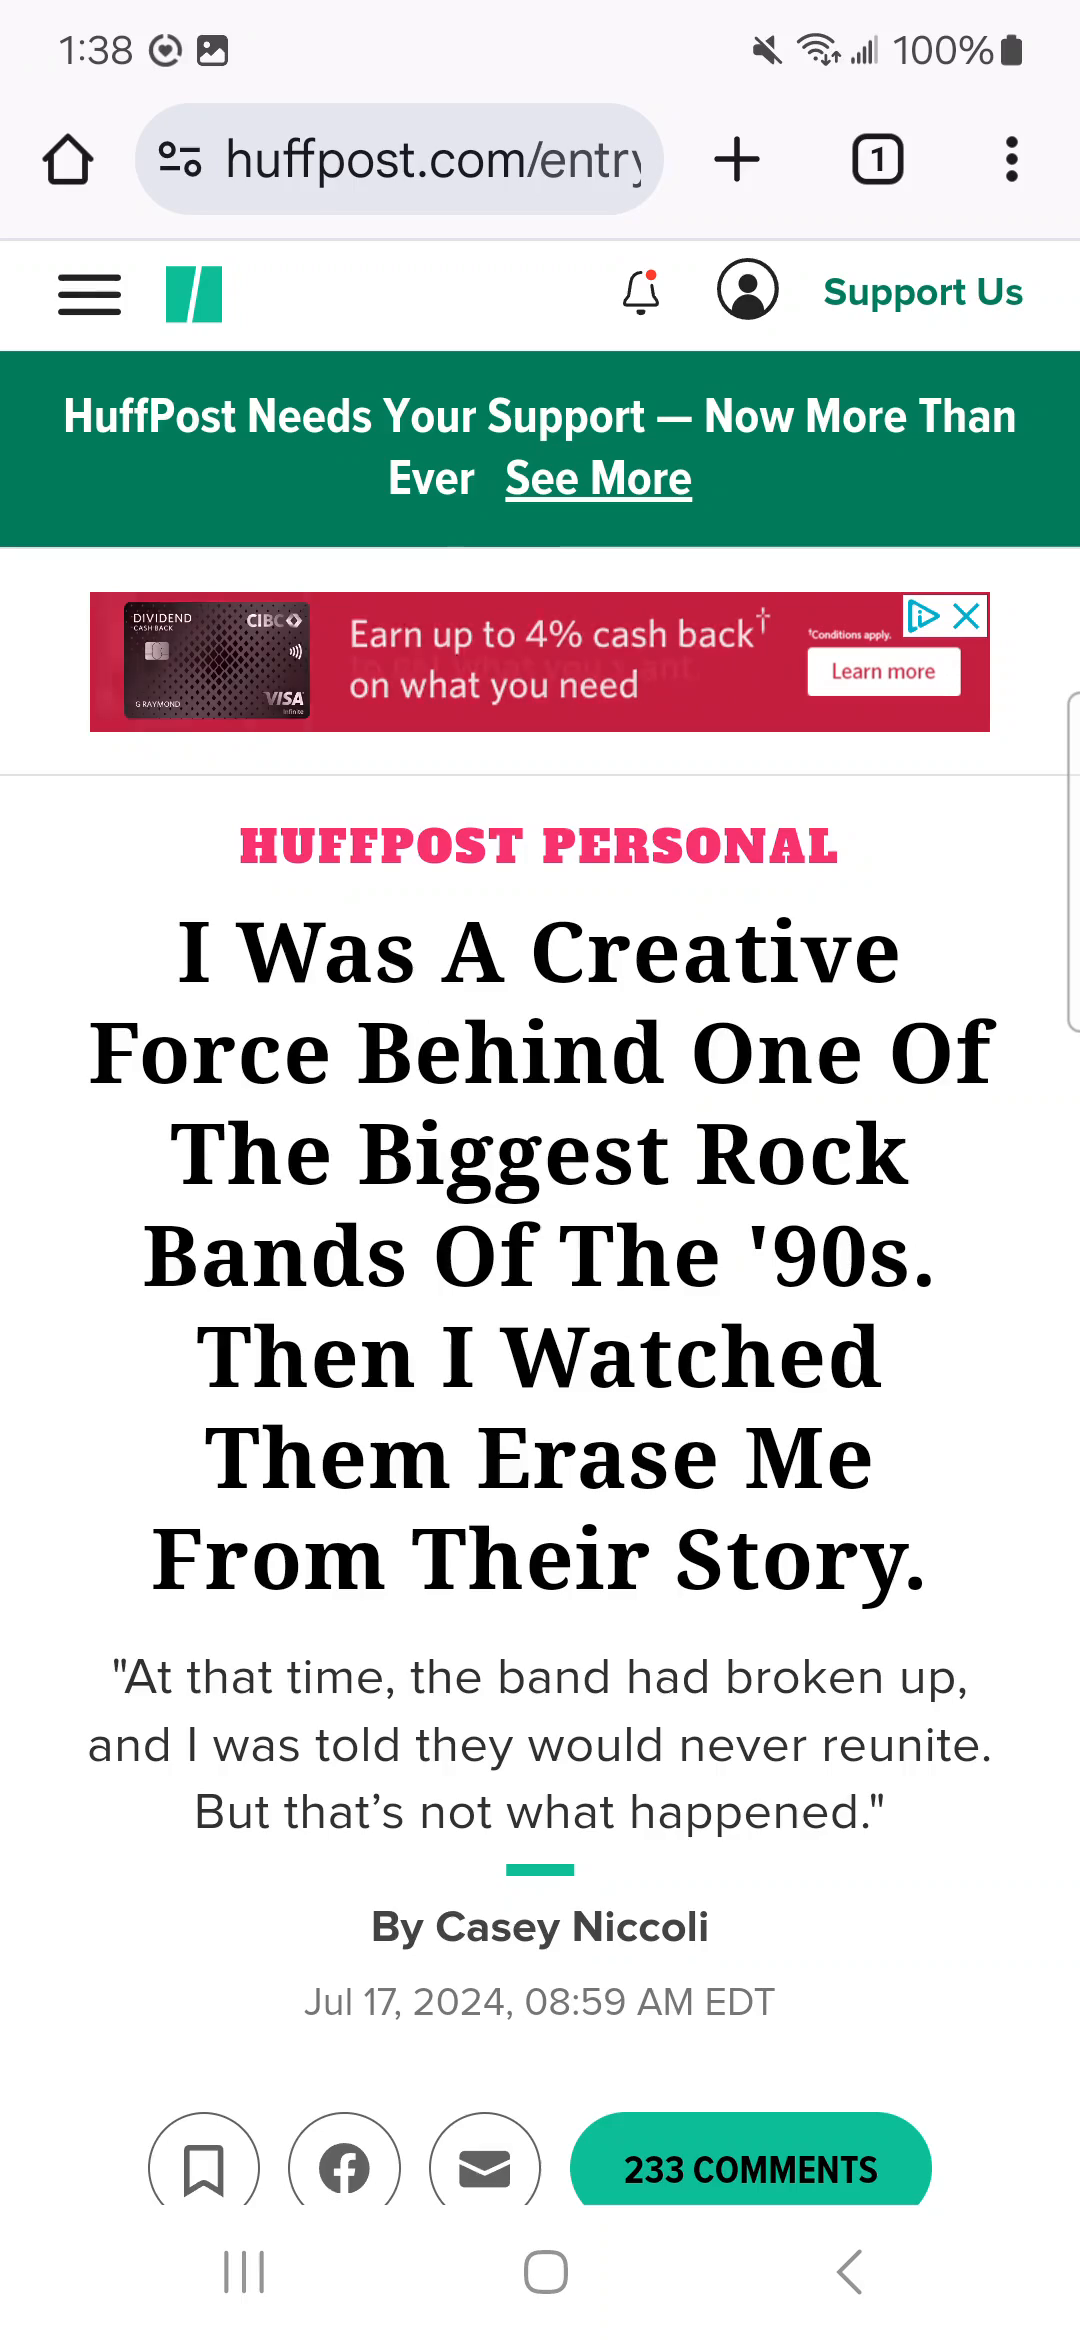 1:38
100%
huffpost.com/entry
1
Support Us
HuffPost Needs Your Support — Now More Than
Ever See More
DIVIDEND
CASH BACK
CIBC
G RAYMOND
VISA
Infinite
Earn up to 4% cash back†
on what you need
†Conditions apply.
Learn more
HUFFPOST PERSONAL
I Was A Creative
Force Behind One Of
The Biggest Rock
Bands Of The '90s.
Then I Watched
Them Erase Me
From Their Story.
"At that time, the band had broken up,
and I was told they would never reunite.
But that’s not what happened."
By Casey Niccoli
Jul 17, 2024, 08:59 AM EDT
233 COMMENTS